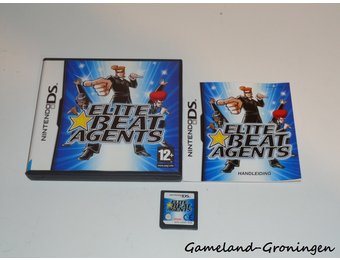 NINTENDO DS
ELITE
BEAT
AGENTS
12+
NINTENDO DS
ELITE
BEAT
AGENTS
HANDLEIDING
ELITE
BEAT
AGENTS
Gameland-Groningen